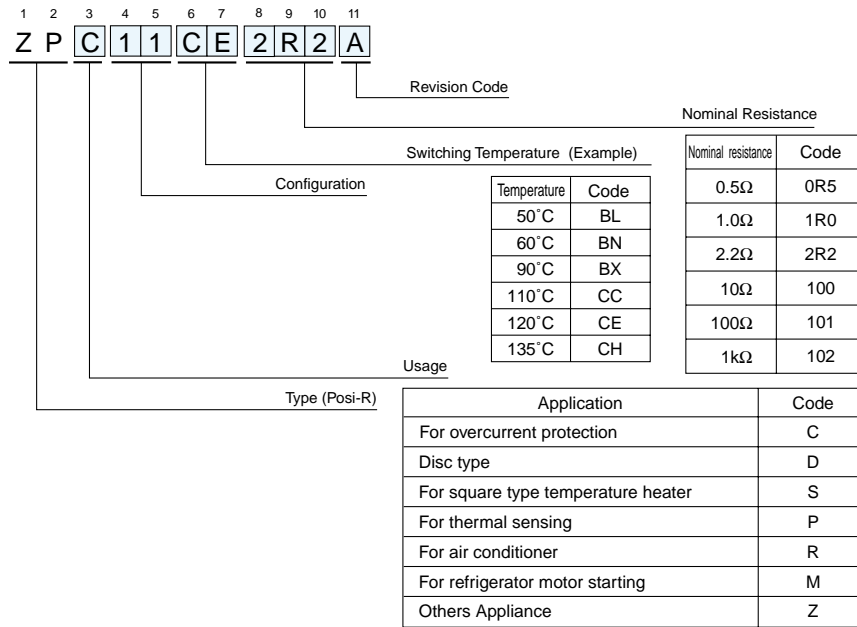 1 2 3 4 5 6 7 8 9 10 11
Z P C 1 1 C E 2 R 2 A
Revision Code
Nominal Resistance
Switching Temperature (Example)
Configuration
Nominal resistance Code
0.5Ω 0R5
1.0Ω 1R0
2.2Ω 2R2
10Ω 100
100Ω 101
1kΩ 102
Temperature Code
50˚C BL
60˚C BN
90˚C BX
110˚C CC
120˚C CE
135˚C CH
Usage
Type (Posi-R)
Application Code
For overcurrent protection C
Disc type D
For square type temperature heater S
For thermal sensing P
For air conditioner R
For refrigerator motor starting M
Others Appliance Z